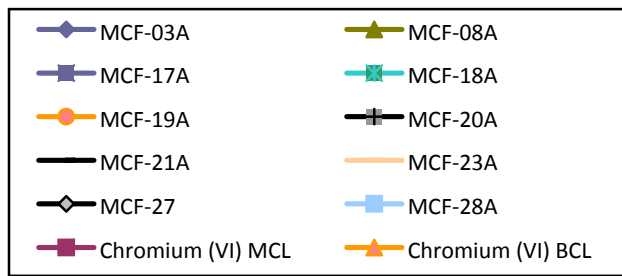 MCF-03A MCF-08A
MCF-17A MCF-18A
MCF-19A MCF-20A
MCF-21A MCF-23A
MCF-27 MCF-28A
Chromium (VI) MCL Chromium (VI) BCL